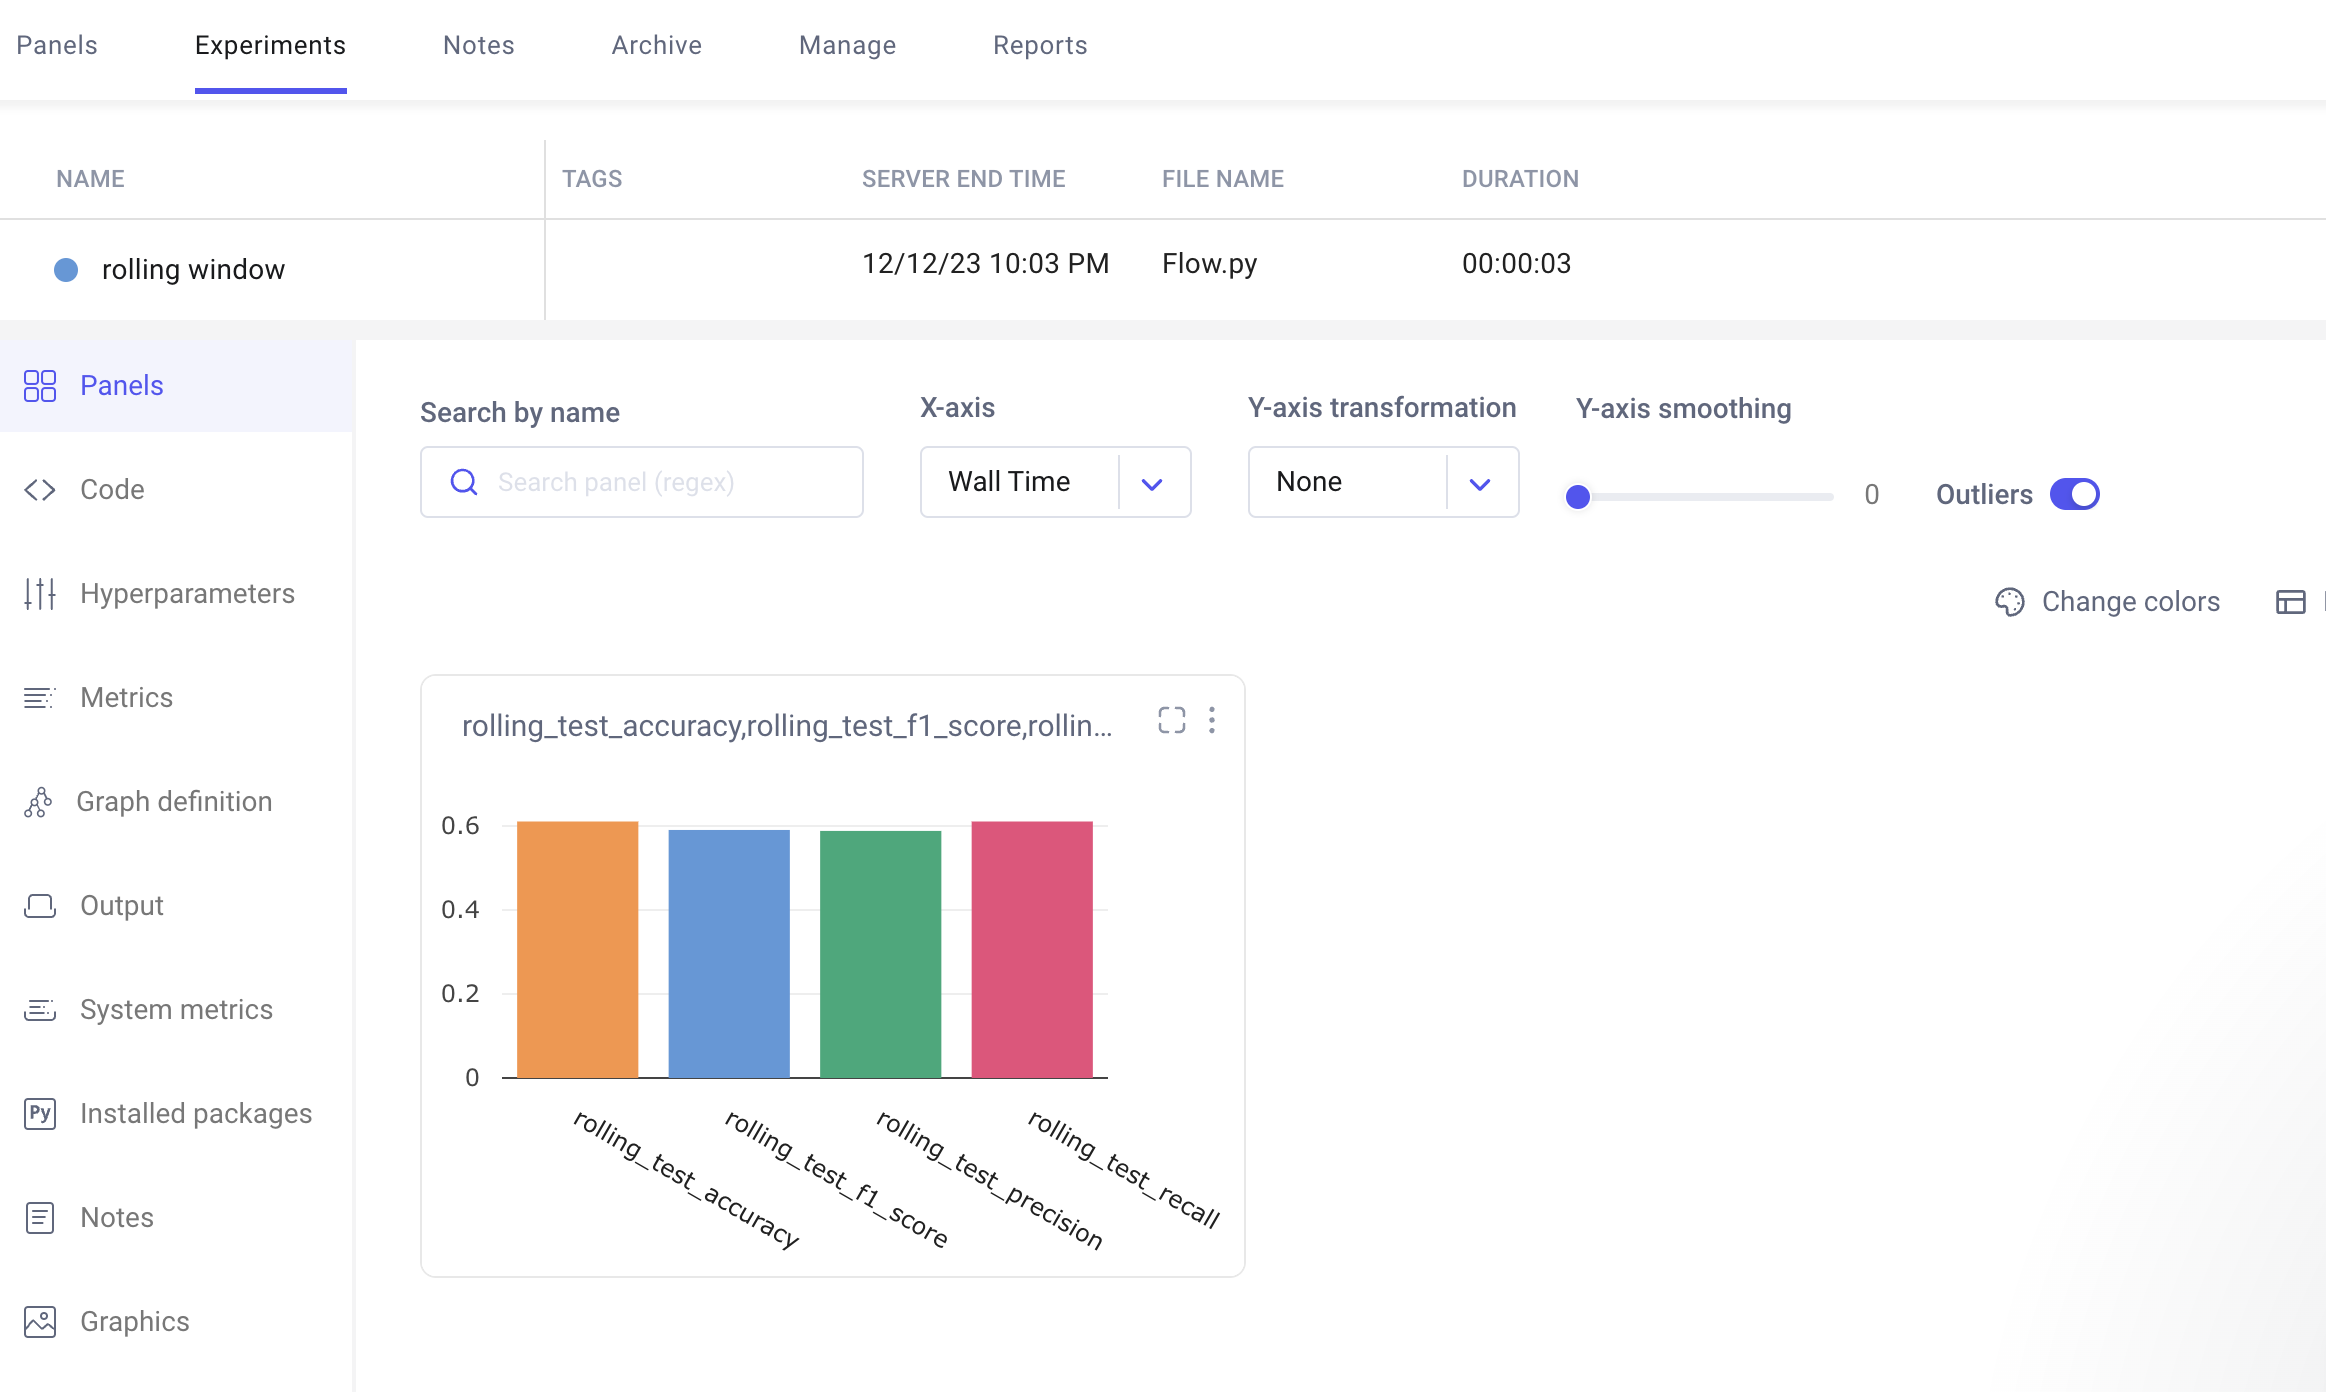 Panels Experiments Notes Archive Manage Reports
NAME TAGS SERVER END TIME FILE NAME DURATION
rolling window 12/12/23 10:03 PM Flow.py 00:00:03
Panels
Code
Hyperparameters
Metrics
Graph definition
Output
System metrics
Py Installed packages
Notes
Graphics
Search by name X-axis Y-axis transformation Y-axis smoothing
Search panel (regex) Wall Time None 0 Outliers
Change colors
rolling_test_accuracy,rolling_test_f1_score,rollin...
0.6
0.4
0.2
0
rolling_test_accuracy
rolling_test_f1_score
rolling_test_precision
rolling_test_recall